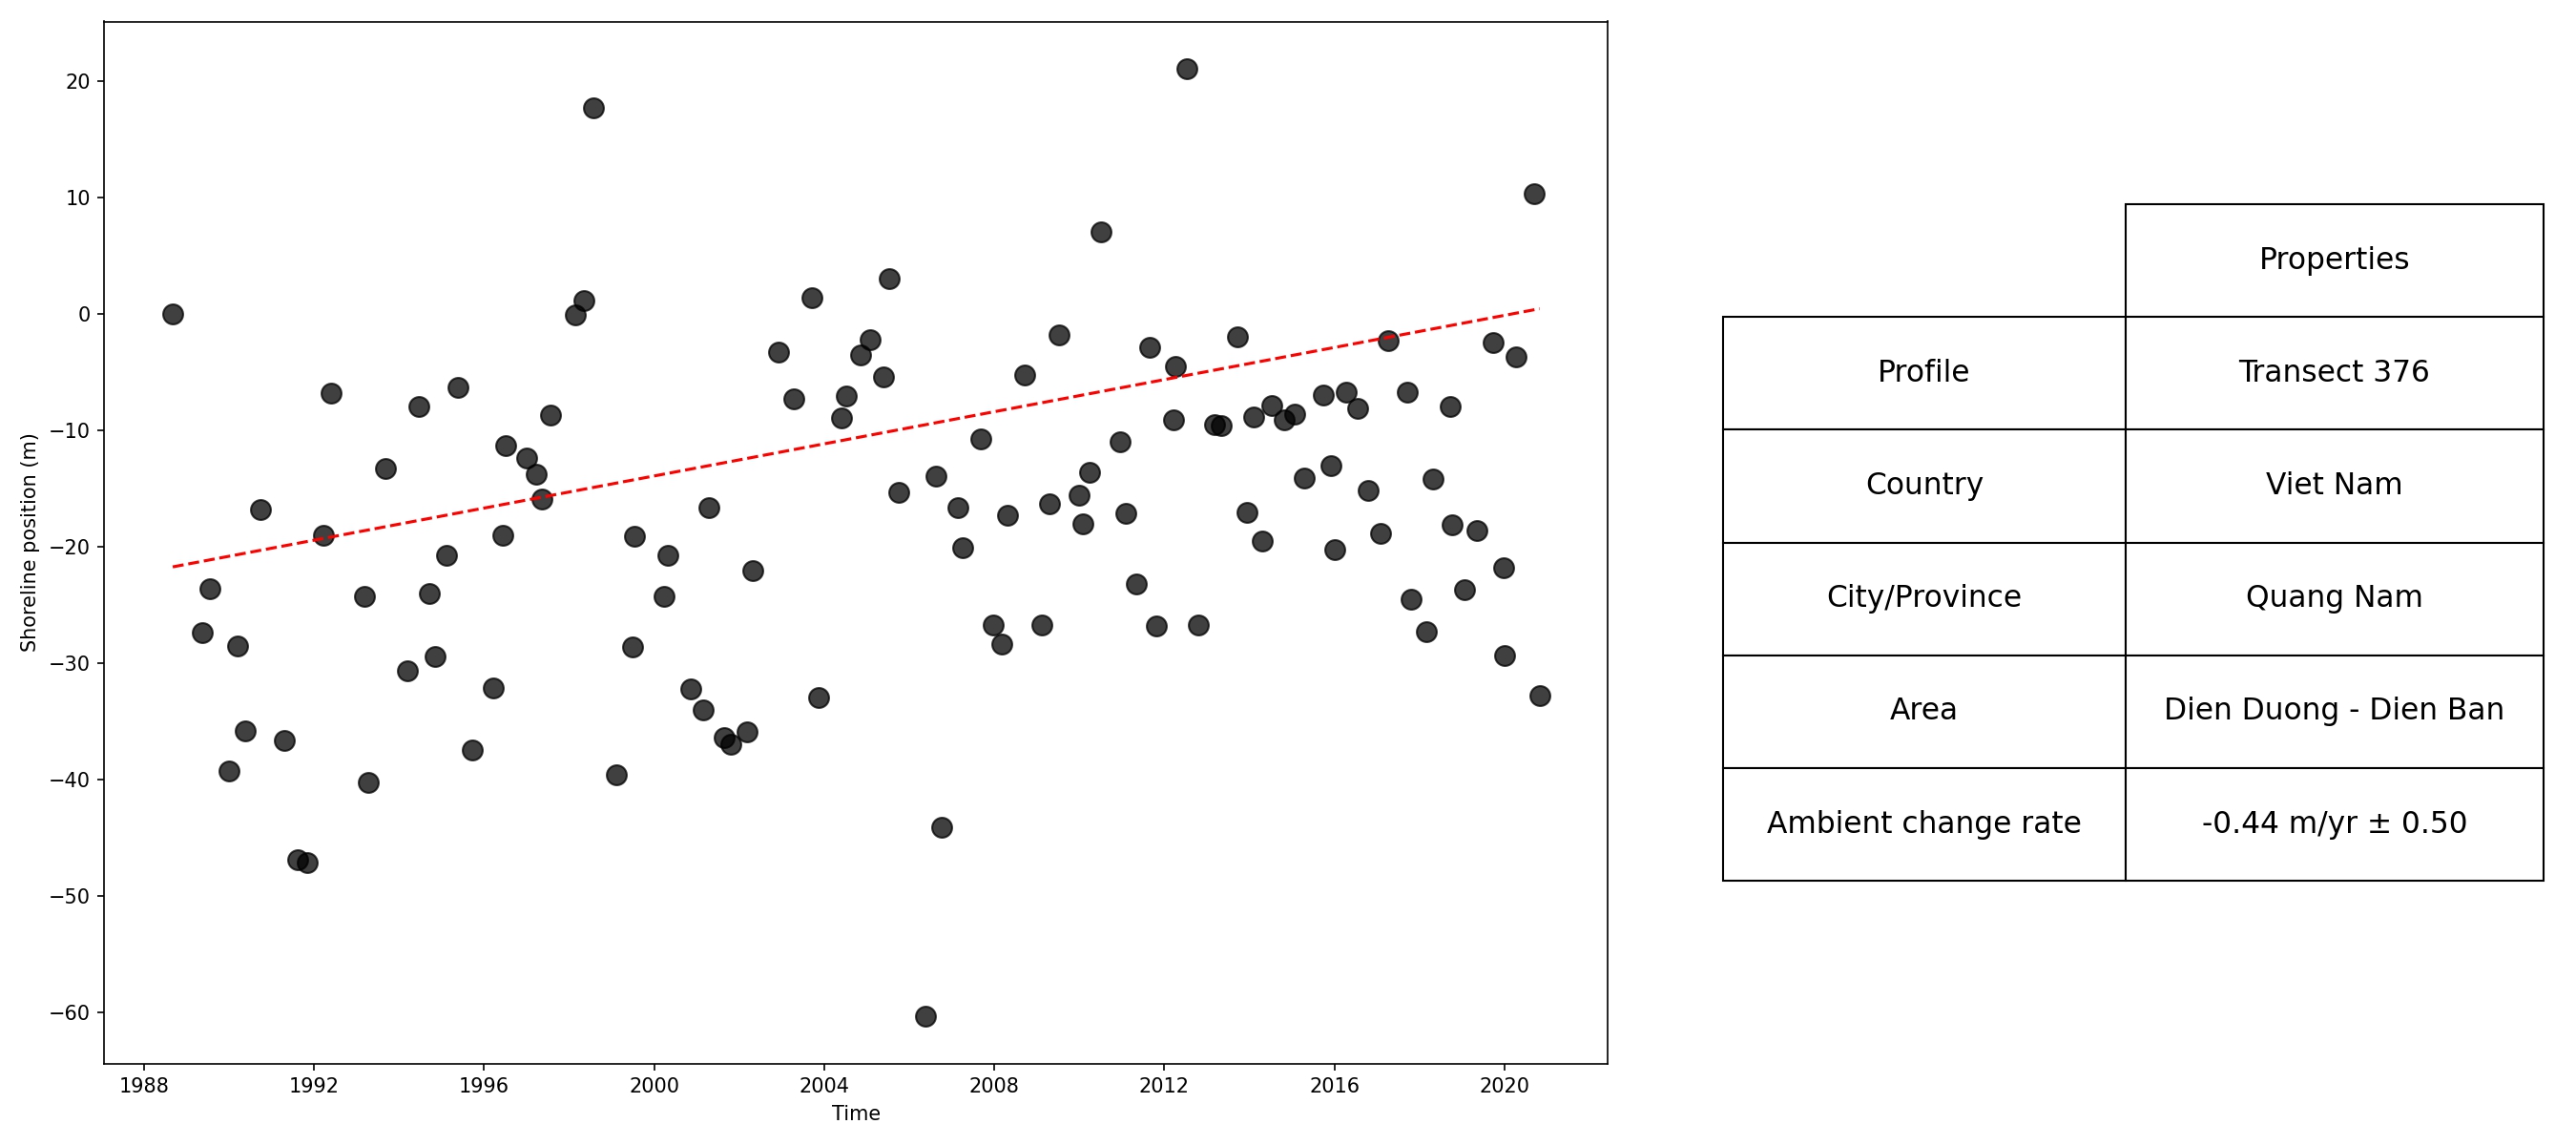 20
10
0
−10
−20
−30
−40
−50
−60
Shoreline position (m)
1988 1992 1996 2000 2004 2008 2012 2016 2020
Time
Properties
Profile Transect 376
Country Viet Nam
City/Province Quang Nam
Area Dien Duong - Dien Ban
Ambient change rate -0.44 m/yr ± 0.50